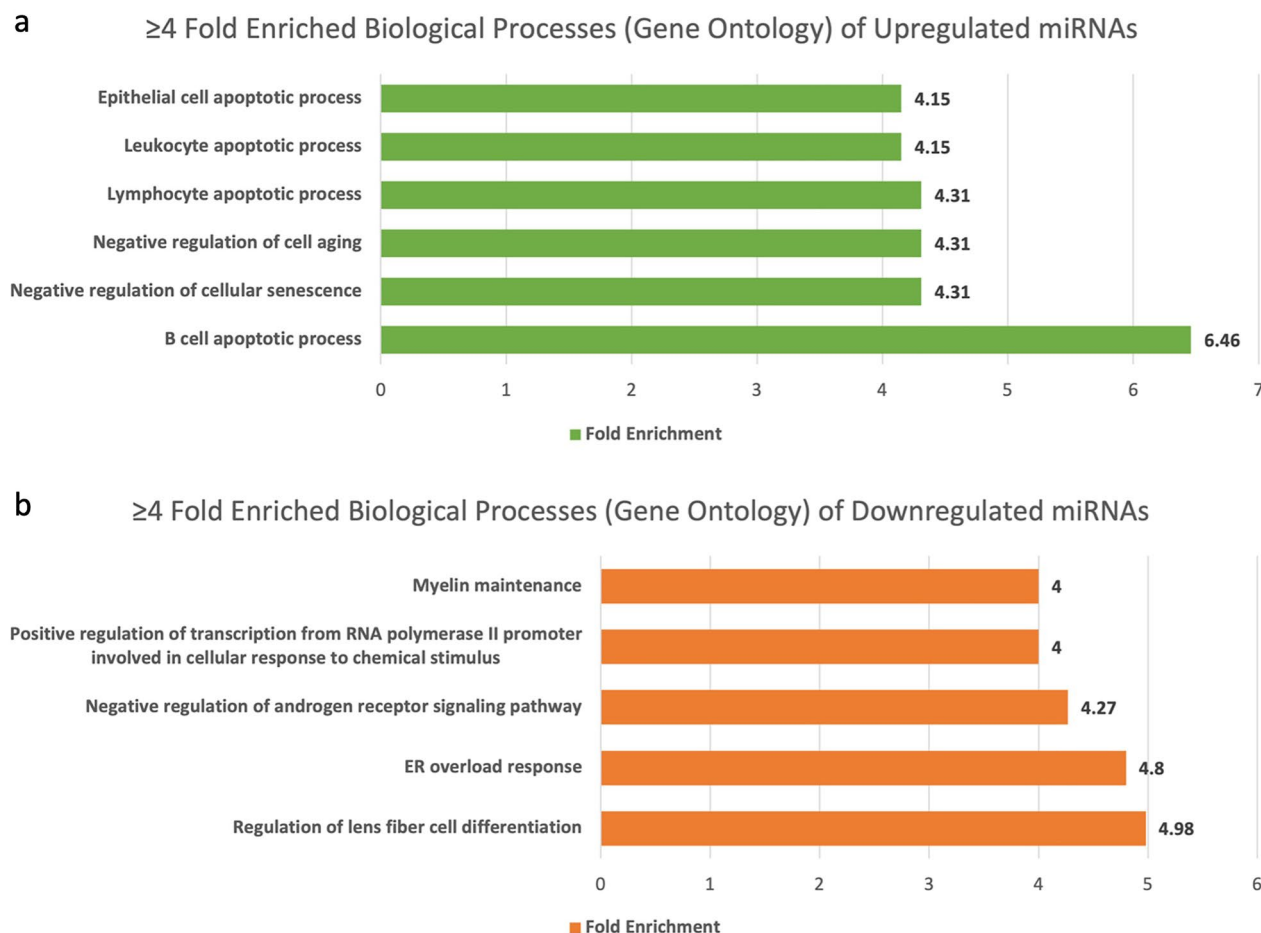 a
≥4 Fold Enriched Biological Processes (Gene Ontology) of Upregulated miRNAs
Epithelial cell apoptotic process
4.15
Leukocyte apoptotic process
4.15
Lymphocyte apoptotic process
4.31
Negative regulation of cell aging
4.31
Negative regulation of cellular senescence
4.31
B cell apoptotic process
6.46
0 1 2 3 4 5 6 7
Fold Enrichment
b
≥4 Fold Enriched Biological Processes (Gene Ontology) of Downregulated miRNAs
Myelin maintenance
4
Positive regulation of transcription from RNA polymerase II promoter
involved in cellular response to chemical stimulus
4
Negative regulation of androgen receptor signaling pathway
4.27
ER overload response
4.8
Regulation of lens fiber cell differentiation
4.98
0 1 2 3 4 5 6
Fold Enrichment